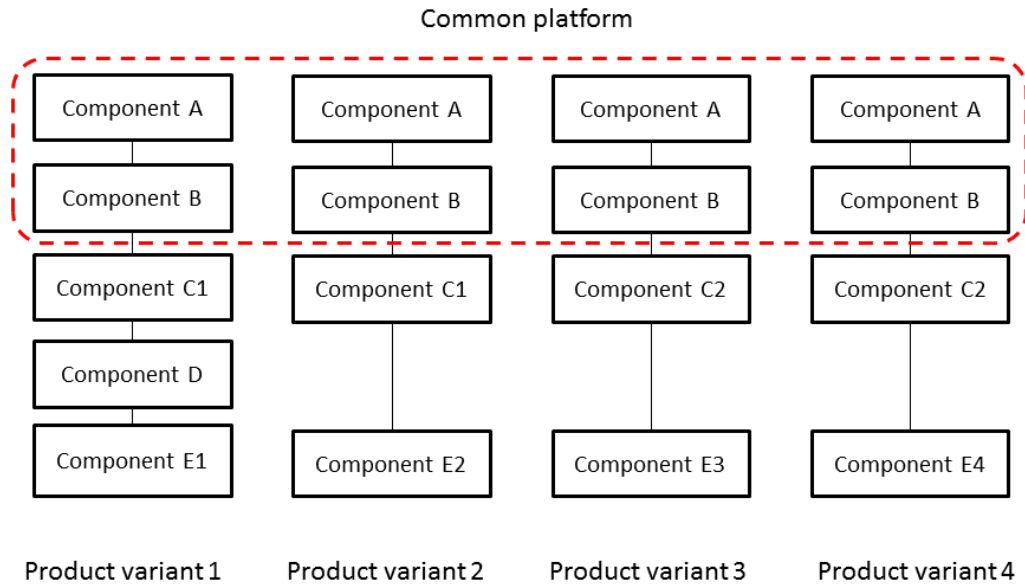 Common platform
Component A
Component A
Component A
Component A
Component B
Component B
Component B
Component B
Component C1
Component C1
Component C2
Component C2
Component D
Component E1
Component E2
Component E3
Component E4
Product variant 1
Product variant 2
Product variant 3
Product variant 4